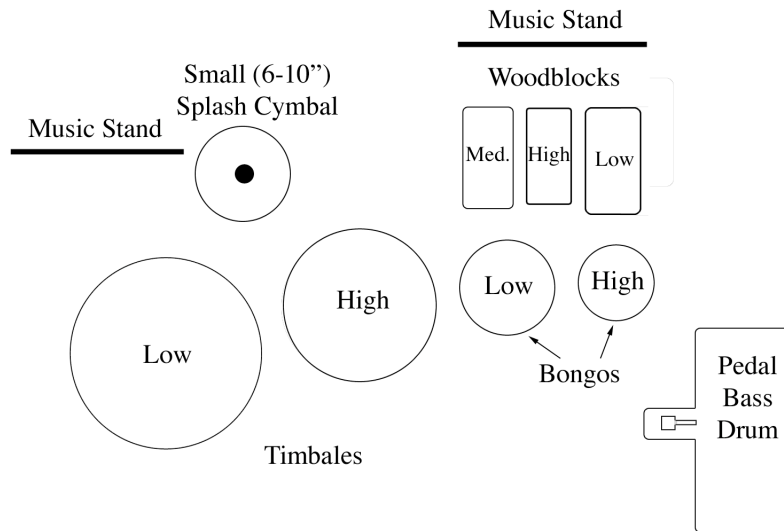 Music Stand
Small (6-10”)
Splash Cymbal
Woodblocks
Music Stand
Med.
High
Low
High
Low
High
Low
Bongos
Pedal
Bass
Drum
Timbales